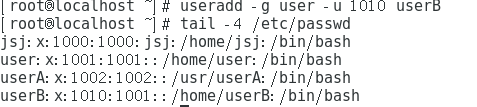 [root@localhost ~]# useradd -g user -u 1010 userB
[root@localhost ~]# tail -4 /etc/passwd
jsj:x:1000:1000:jsj:/home/jsj:/bin/bash
user:x:1001:1001::/home/user:/bin/bash
userA:x:1002:1002::/usr/userA:/bin/bash
userB:x:1010:1001::/home/userB:/bin/bash